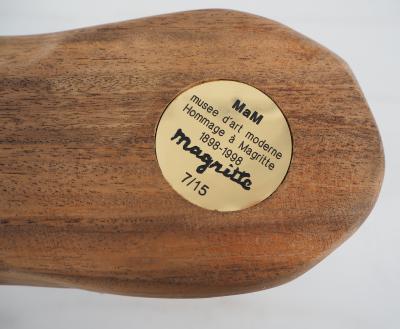 MaM
musee d'art moderne
Hommage à Magritte
1898-1998
magritte
7/15